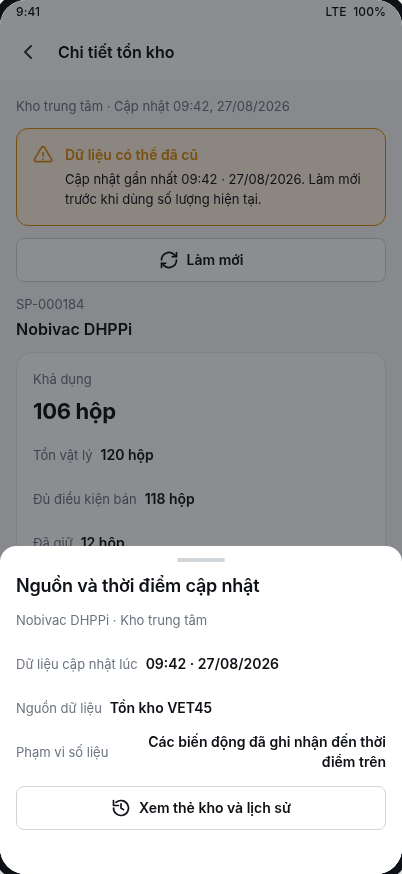 9:41
LTE 100%
Chi tiết tồn kho
Kho trung tâm · Cập nhật 09:42, 27/08/2026
Dữ liệu có thể đã cũ
Cập nhật gần nhất 09:42 · 27/08/2026. Làm mới
trước khi dùng số lượng hiện tại.
Làm mới
SP-000184
Nobivac DHPPi
Khả dụng
106 hộp
Tồn vật lý 120 hộp
Đủ điều kiện bán 118 hộp
Đã giữ 12 hộp
Nguồn và thời điểm cập nhật
Nobivac DHPPi · Kho trung tâm
Dữ liệu cập nhật lúc 09:42 · 27/08/2026
Nguồn dữ liệu Tồn kho VET45
Phạm vi số liệu Các biến động đã ghi nhận đến thời
điểm trên
Xem thẻ kho và lịch sử